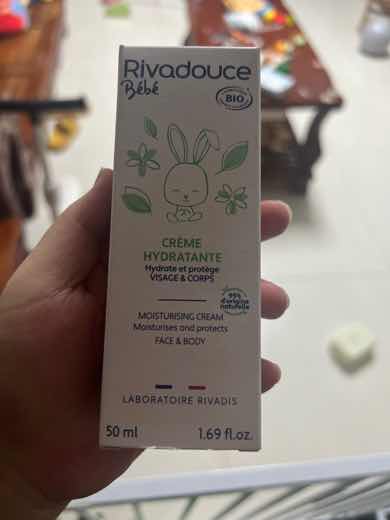 Rivadouce
Bébé
BIO
CRÈME
HYDRATANTE
Hydrate et protège
VISAGE & CORPS
99%
d'origine
naturelle
MOISTURISING CREAM
Moisturises and protects
FACE & BODY
LABORATOIRE RIVADIS
50 ml
1.69 fl.oz.